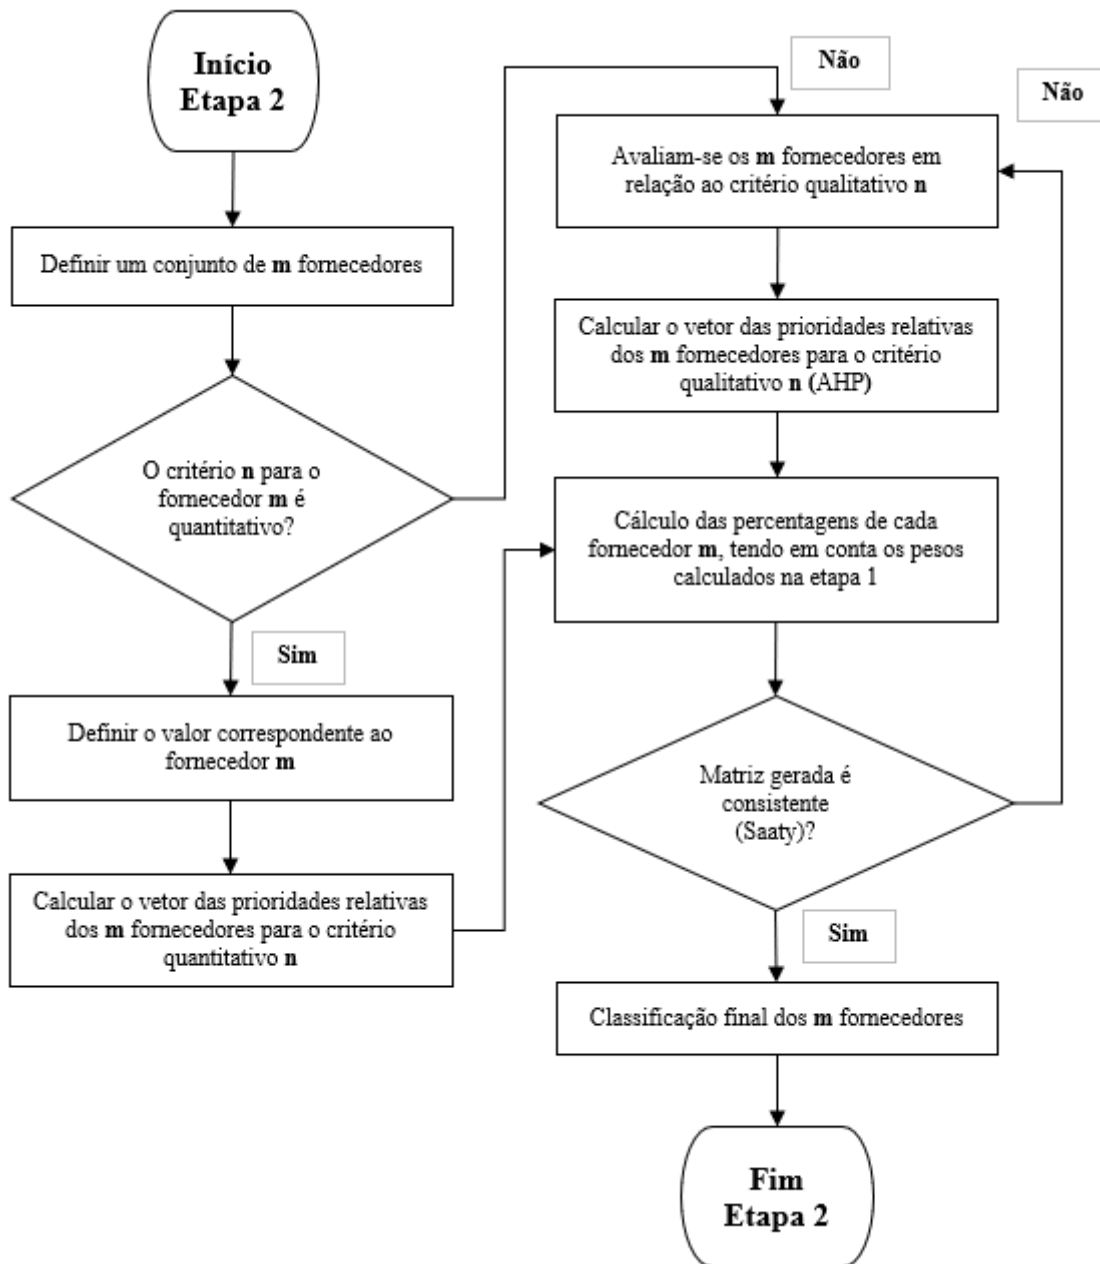 Início
Etapa 2
Definir um conjunto de m fornecedores
O critério n para o
fornecedor m é
quantitativo?
Sim
Definir o valor correspondente ao
fornecedor m
Calcular o vetor das prioridades relativas
dos m fornecedores para o critério
quantitativo n
Não
Não
Avaliam-se os m fornecedores em
relação ao critério qualitativo n
Calcular o vetor das prioridades relativas
dos m fornecedores para o critério
qualitativo n (AHP)
Cálculo das percentagens de cada
fornecedor m, tendo em conta os pesos
calculados na etapa 1
Matriz gerada é
consistente
(Saaty)?
Sim
Classificação final dos m fornecedores
Fim
Etapa 2